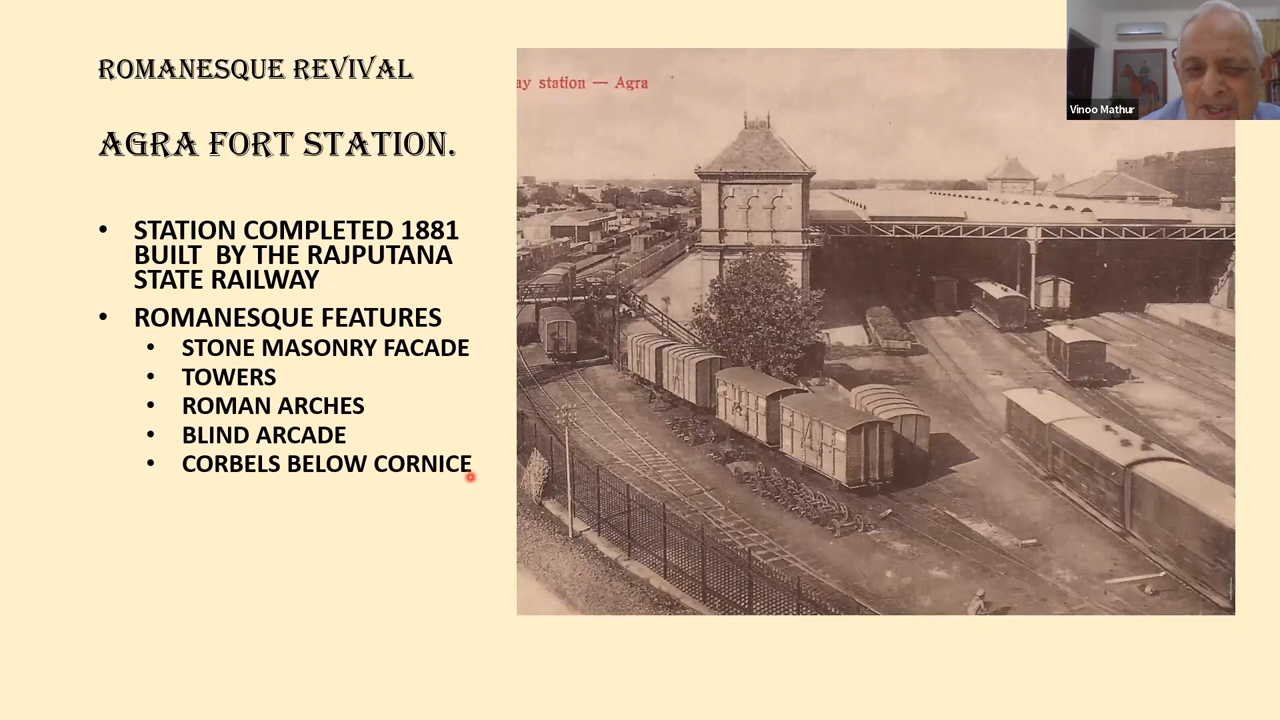 ROMANESQUE REVIVAL
AGRA FORT STATION.
• STATION COMPLETED 1881
BUILT BY THE RAJPUTANA
STATE RAILWAY
• ROMANESQUE FEATURES
• STONE MASONRY FACADE
• TOWERS
• ROMAN ARCHES
• BLIND ARCADE
• CORBELS BELOW CORNICE
ay station — Agra
Vinoo Mathur